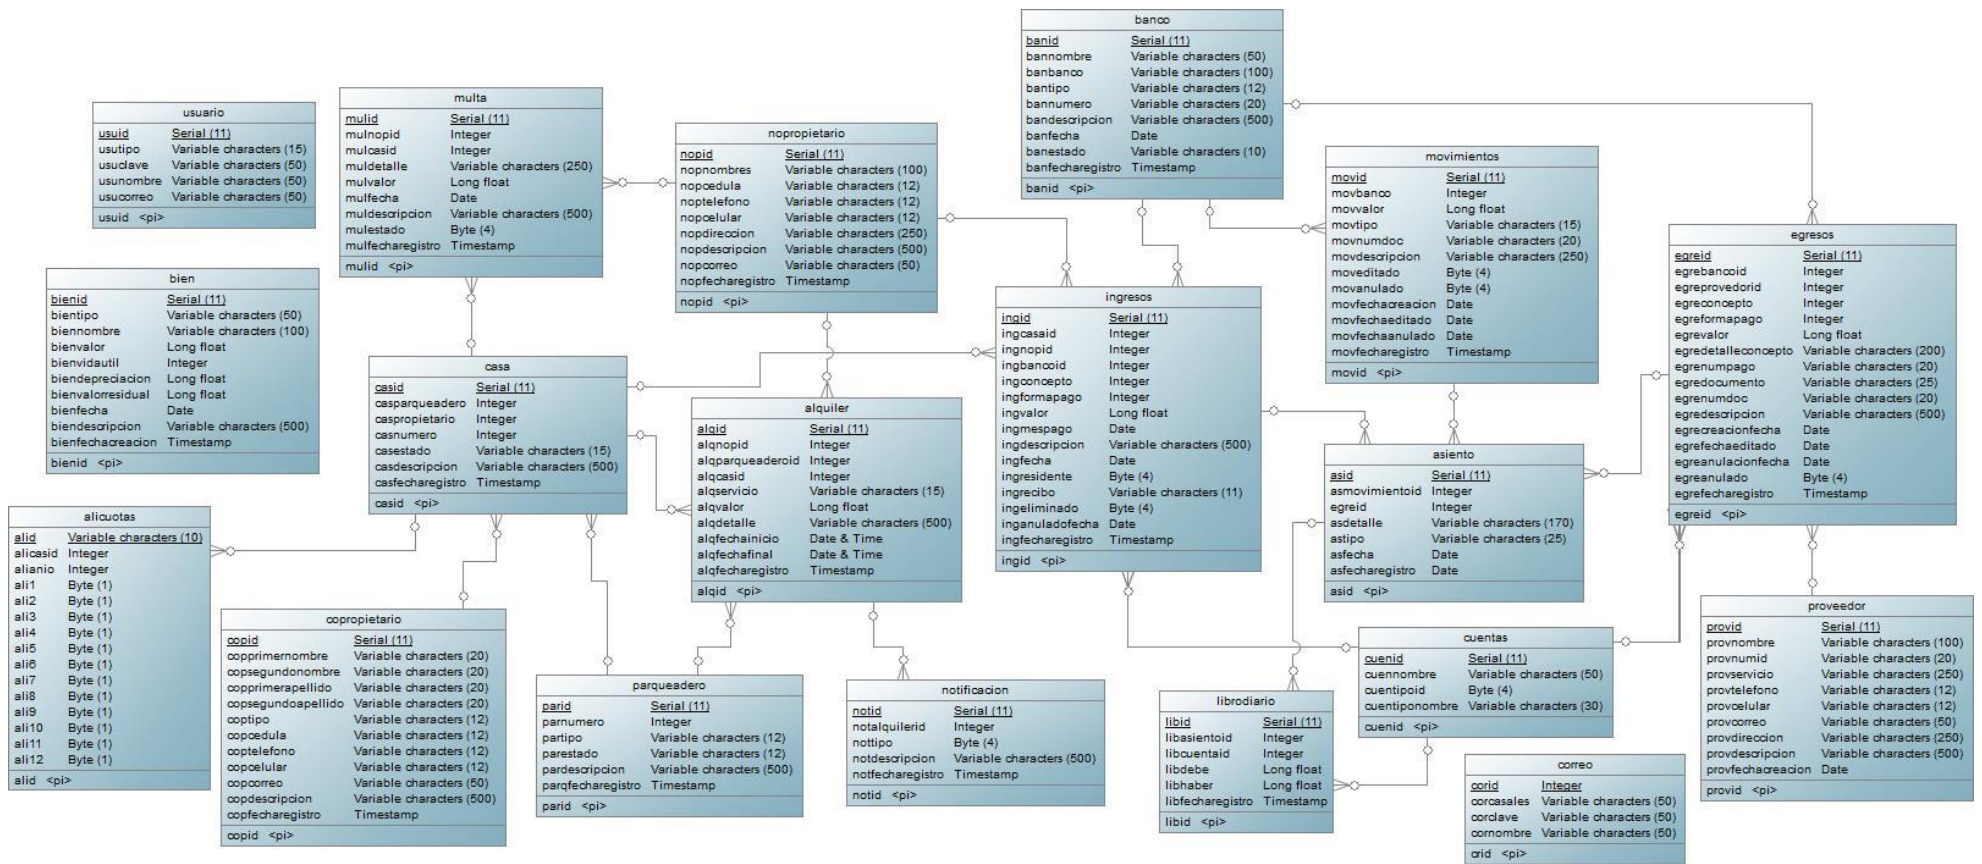 banco
banid Serial (11)
bannombre Variable characters (50)
banbanco Variable characters (100)
bantipo Variable characters (12)
bannumero Variable characters (20)
bandescripcion Variable characters (500)
banfecha Date
banestado Variable characters (10)
banfecharegistro Timestamp
banid <pi>
usuario
usuid Serial (11)
usutipo Variable characters (15)
usuclave Variable characters (50)
usunombre Variable characters (50)
usucorreo Variable characters (50)
usuid <pi>
multa
mulid Serial (11)
mulnopid Integer
mulcasid Integer
muldetalle Variable characters (250)
mulvalor Long float
mulfecha Date
muldescripcion Variable characters (500)
mulestado Byte (4)
mulfecharegistro Timestamp
mulid <pi>
nopropietario
nopid Serial (11)
nopnombres Variable characters (100)
nopcedula Variable characters (12)
noptelefono Variable characters (12)
nopcelular Variable characters (12)
nopdireccion Variable characters (250)
nopdescripcion Variable characters (500)
nopcorreo Variable characters (50)
nopfecharegistro Timestamp
nopid <pi>
movimientos
movid Serial (11)
movbanco Integer
movvalor Long float
movtipo Variable characters (15)
movnumdoc Variable characters (20)
movdescripcion Variable characters (250)
moveditado Byte (4)
movanulado Byte (4)
movfechacreacion Date
movfechaeditado Date
movfechaanulado Date
movfecharegistro Timestamp
movid <pi>
egresos
egreid Serial (11)
egrebancoid Integer
egreprovedorid Integer
egreconcepto Integer
egreformapago Integer
egrevalor Long float
egredetalleconcepto Variable characters (200)
egrenumpago Variable characters (20)
egredocumento Variable characters (25)
egrenumdoc Variable characters (20)
egredescripcion Variable characters (500)
egrecreacionfecha Date
egrefechaeditado Date
egreanulacionfecha Date
egreanulado Byte (4)
egrefecharegistro Timestamp
egreid <pi>
bien
bienid Serial (11)
bientipo Variable characters (50)
biennombre Variable characters (100)
bienvalor Long float
bienvidautil Integer
biendepreciacion Long float
bienvalorresidual Long float
bienfecha Date
biendescripcion Variable characters (500)
bienfechacreacion Timestamp
bienid <pi>
casa
casid Serial (11)
casparqueadero Integer
caspropietario Integer
casnumero Integer
casestado Variable characters (15)
casdescripcion Variable characters (500)
casfecharegistro Timestamp
casid <pi>
ingresos
ingid Serial (11)
ingcasaid Integer
ingnopid Integer
ingbancoid Integer
ingconcepto Integer
ingformapago Integer
ingvalor Long float
ingmespago Date
ingdescripcion Variable characters (500)
ingfecha Date
ingresidente Byte (4)
ingrecibo Variable characters (11)
ingeliminado Byte (4)
inganuladofecha Date
ingfecharegistro Timestamp
ingid <pi>
alquiler
alqid Serial (11)
alqnopid Integer
alqparqueaderoid Integer
alqcasid Integer
alqservicio Variable characters (15)
alqvalor Long float
alqdetalle Variable characters (500)
alqfechainicio Date & Time
alqfechafinal Date & Time
alqfecharegistro Timestamp
alqid <pi>
asiento
asid Serial (11)
asmovimientoid Integer
egreid Integer
asdetalle Variable characters (170)
astipo Variable characters (25)
asfecha Date
asfecharegistro Date
asid <pi>
alicuotas
alid Variable characters (10)
alicasid Integer
alianio Integer
ali1 Byte (1)
ali2 Byte (1)
ali3 Byte (1)
ali4 Byte (1)
ali5 Byte (1)
ali6 Byte (1)
ali7 Byte (1)
ali8 Byte (1)
ali9 Byte (1)
ali10 Byte (1)
ali11 Byte (1)
ali12 Byte (1)
alid <pi>
copropietario
copid Serial (11)
copprimernombre Variable characters (20)
copsegundonombre Variable characters (20)
copprimerapellido Variable characters (20)
copsegundoapellido Variable characters (20)
coptipo Variable characters (12)
copcedula Variable characters (12)
coptelefono Variable characters (12)
copcelular Variable characters (12)
copcorreo Variable characters (50)
copdescripcion Variable characters (500)
copfecharegistro Timestamp
copid <pi>
parqueadero
parid Serial (11)
parnumero Integer
partipo Variable characters (12)
parestado Variable characters (12)
pardescripcion Variable characters (500)
parqfecharegistro Timestamp
parid <pi>
notificacion
notid Serial (11)
notalquilerid Integer
nottipo Byte (4)
notdescripcion Variable characters (500)
notfecharegistro Timestamp
notid <pi>
librodiario
libid Serial (11)
libasientoid Integer
libcuentaid Integer
libdebe Long float
libhaber Long float
libfecharegistro Timestamp
libid <pi>
cuentas
cuenid Serial (11)
cuennombre Variable characters (50)
cuentipoid Byte (4)
cuentiponombre Variable characters (30)
cuenid <pi>
proveedor
provid Serial (11)
provnombre Variable characters (100)
provnumid Variable characters (20)
provservicio Variable characters (250)
provtelefono Variable characters (12)
provcelular Variable characters (12)
provcorreo Variable characters (50)
provdireccion Variable characters (250)
provdescripcion Variable characters (500)
provfechacreacion Date
provid <pi>
correo
corid Integer
corcasales Variable characters (50)
corclave Variable characters (50)
cornombre Variable characters (50)
crid <pi>